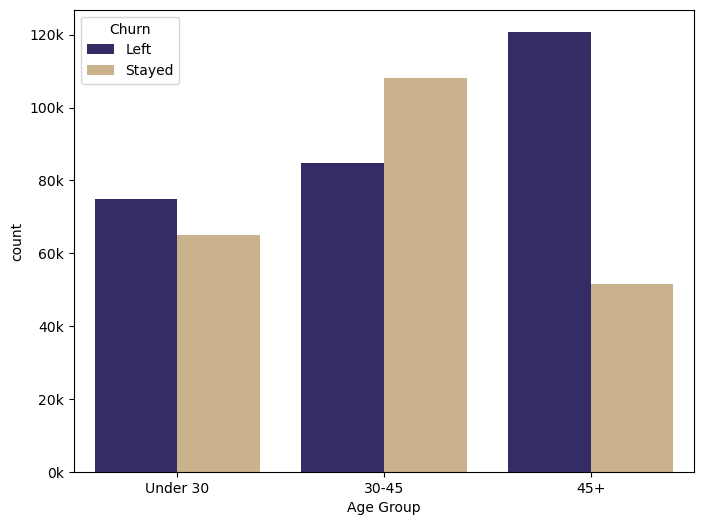 Churn
Left
Stayed
120k
100k
80k
60k
40k
20k
0k
count
Under 30
30-45
45+
Age Group